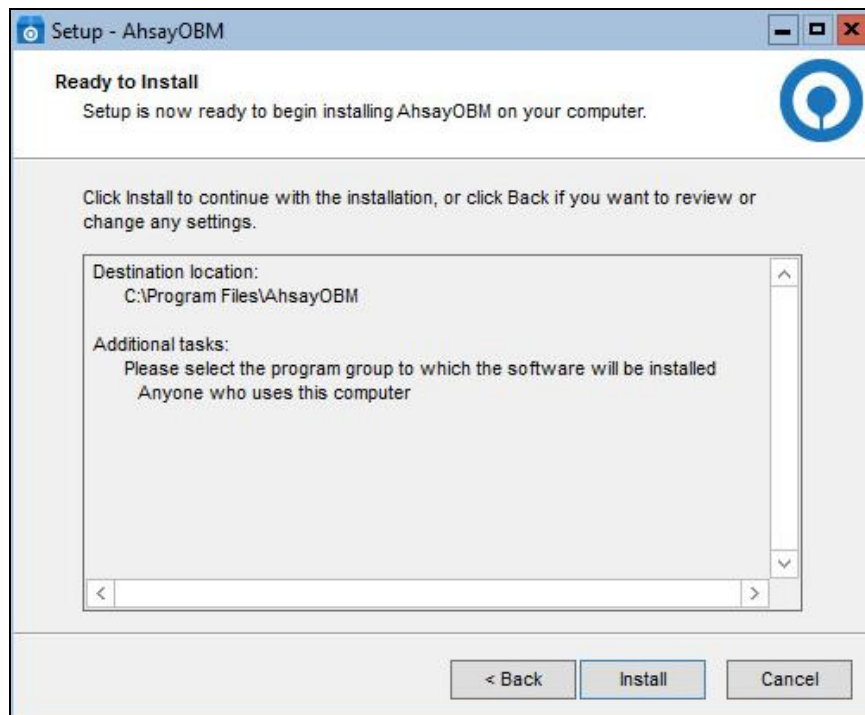 Setup - AhsayOBM
Ready to Install
Setup is now ready to begin installing AhsayOBM on your computer.
Click Install to continue with the installation, or click Back if you want to review or
change any settings.
Destination location:
C:\Program Files\AhsayOBM
Additional tasks:
Please select the program group to which the software will be installed
Anyone who uses this computer
< Back Install Cancel